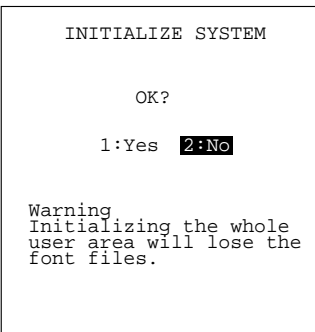 INITIALIZE SYSTEM
OK?
1:Yes 2:No
Warning
Initializing the whole
user area will lose the
font files.